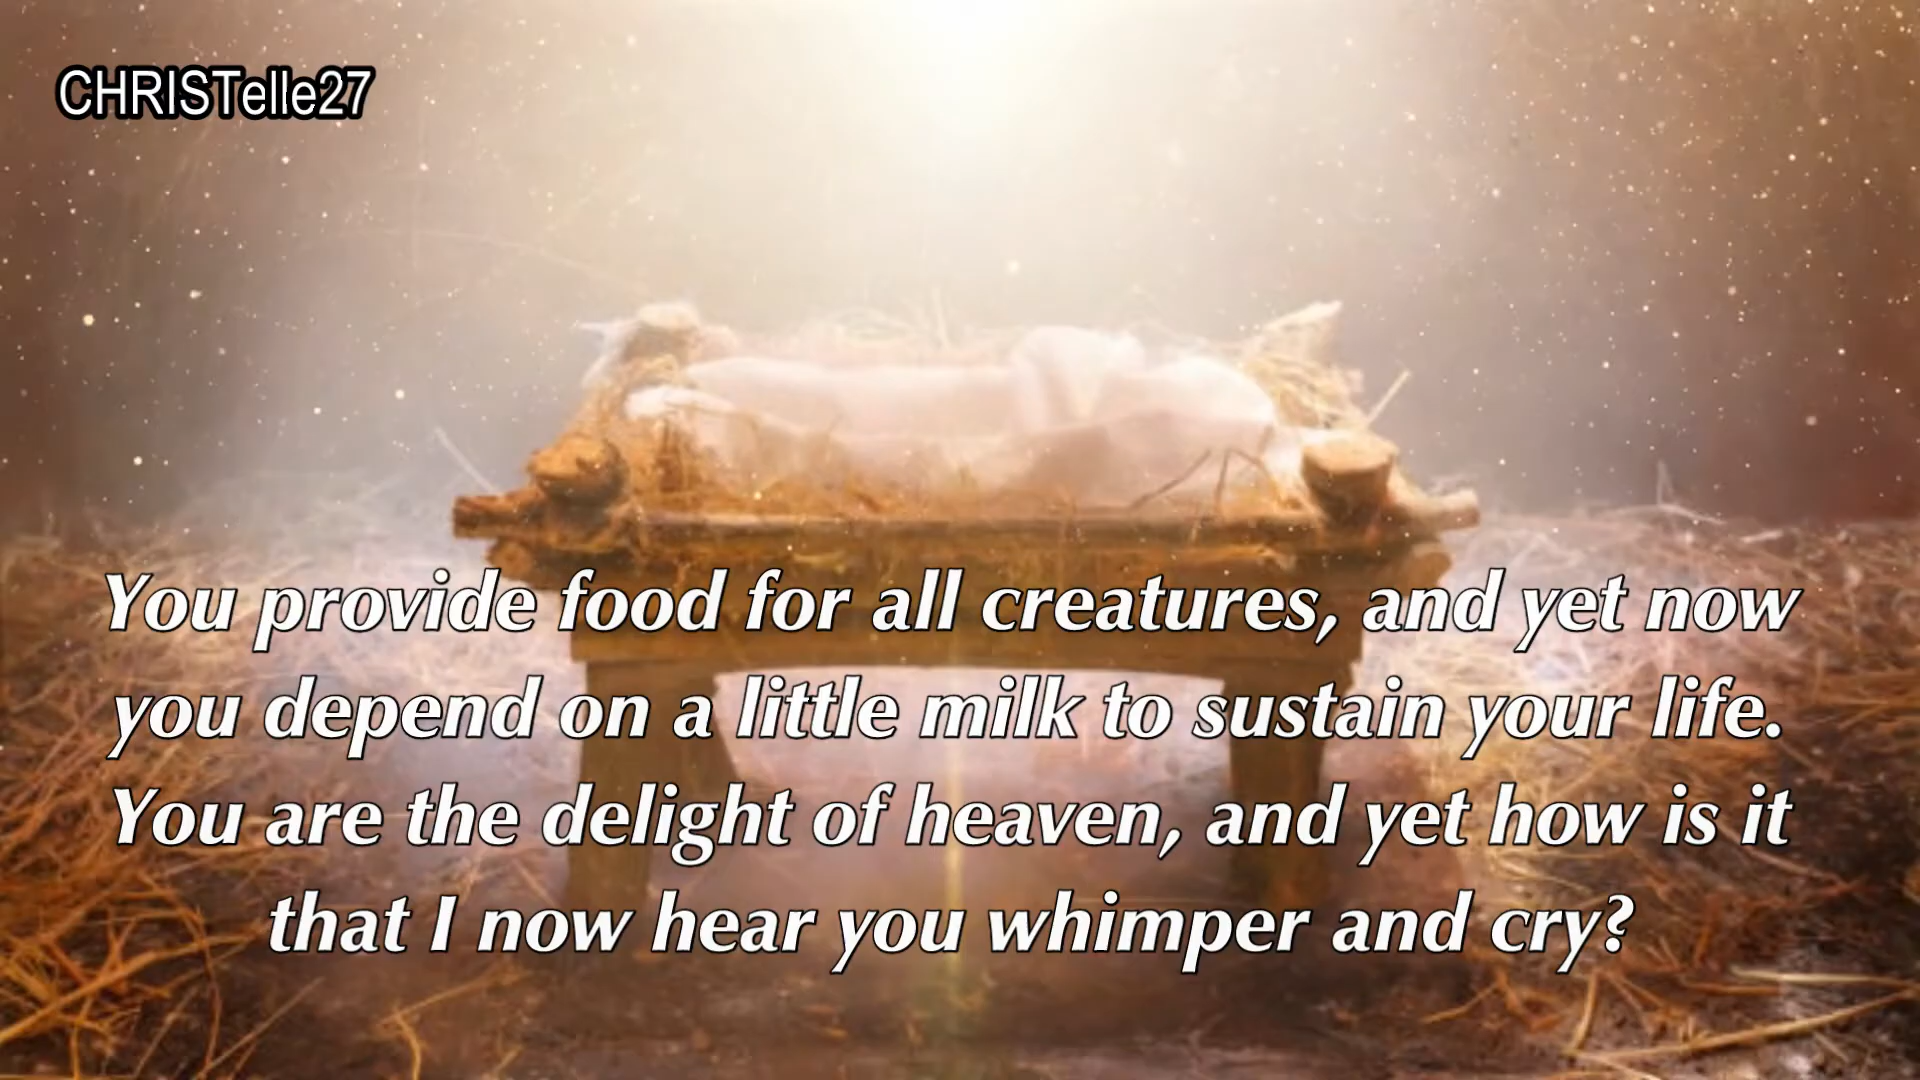 CHRISTelle27
You provide food for all creatures, and yet now
you depend on a little milk to sustain your life.
You are the delight of heaven, and yet how is it
that I now hear you whimper and cry?